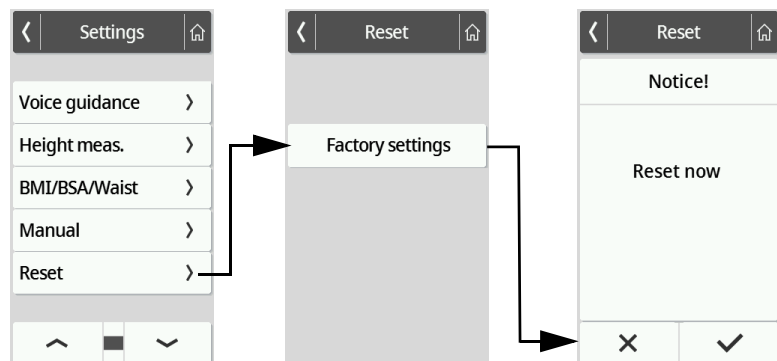 Settings
Voice guidance
Height meas.
BMI/BSA/Waist
Manual
Reset
Reset
Factory settings
Reset
Notice!
Reset now